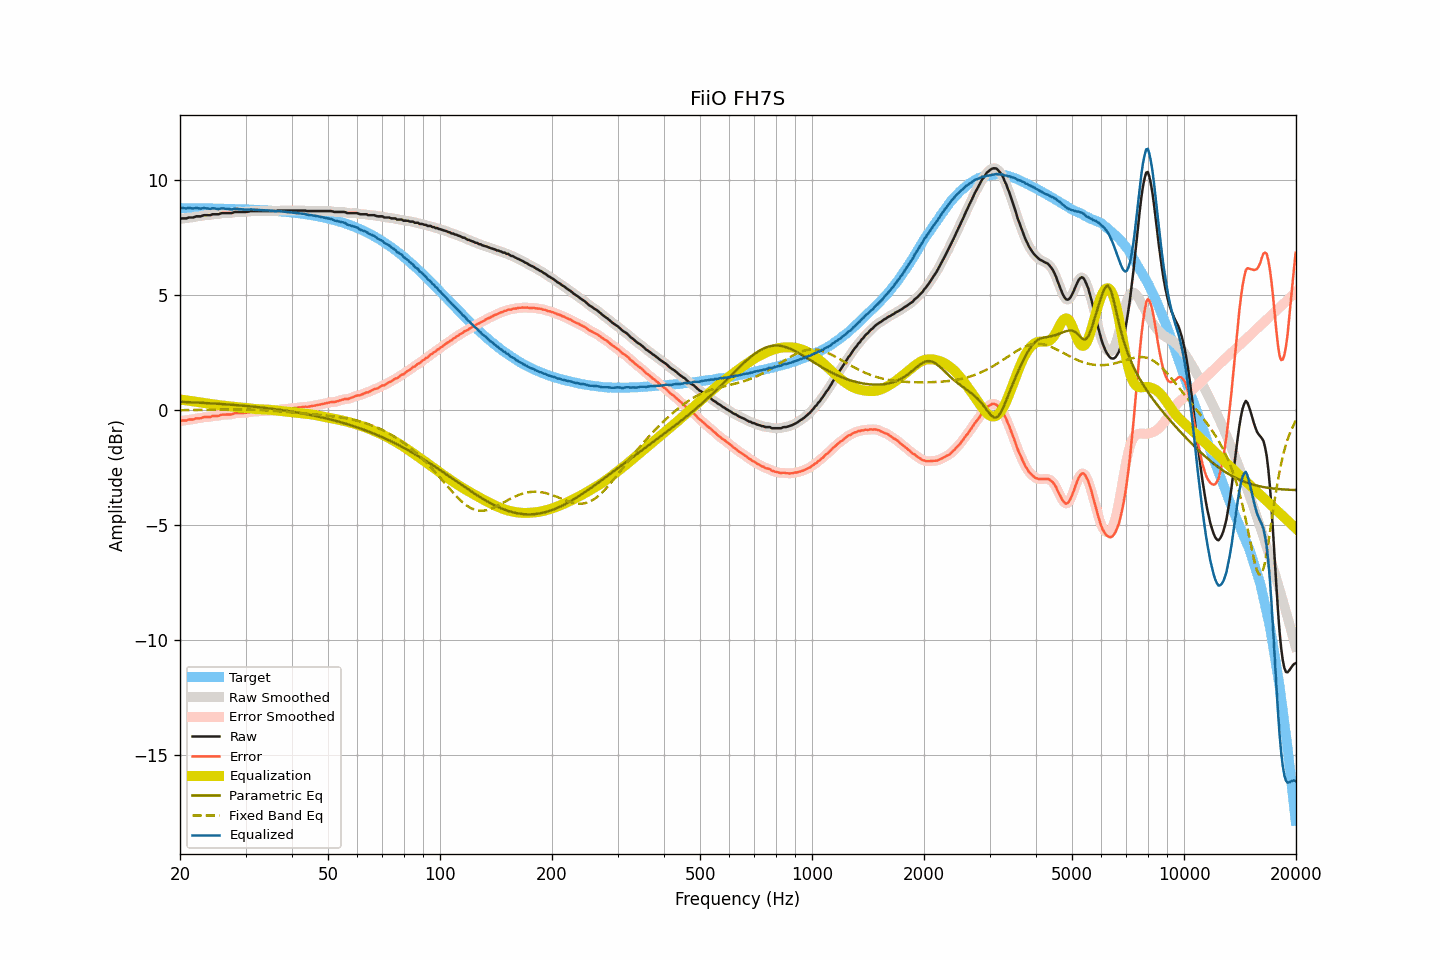 FiiO FH7S
Amplitude (dBr)
10
5
0
−5
−10
−15
Target
Raw Smoothed
Error Smoothed
Raw
Error
Equalization
Parametric Eq
Fixed Band Eq
Equalized
20 50 100 200 500 1000 2000 5000 10000 20000
Frequency (Hz)